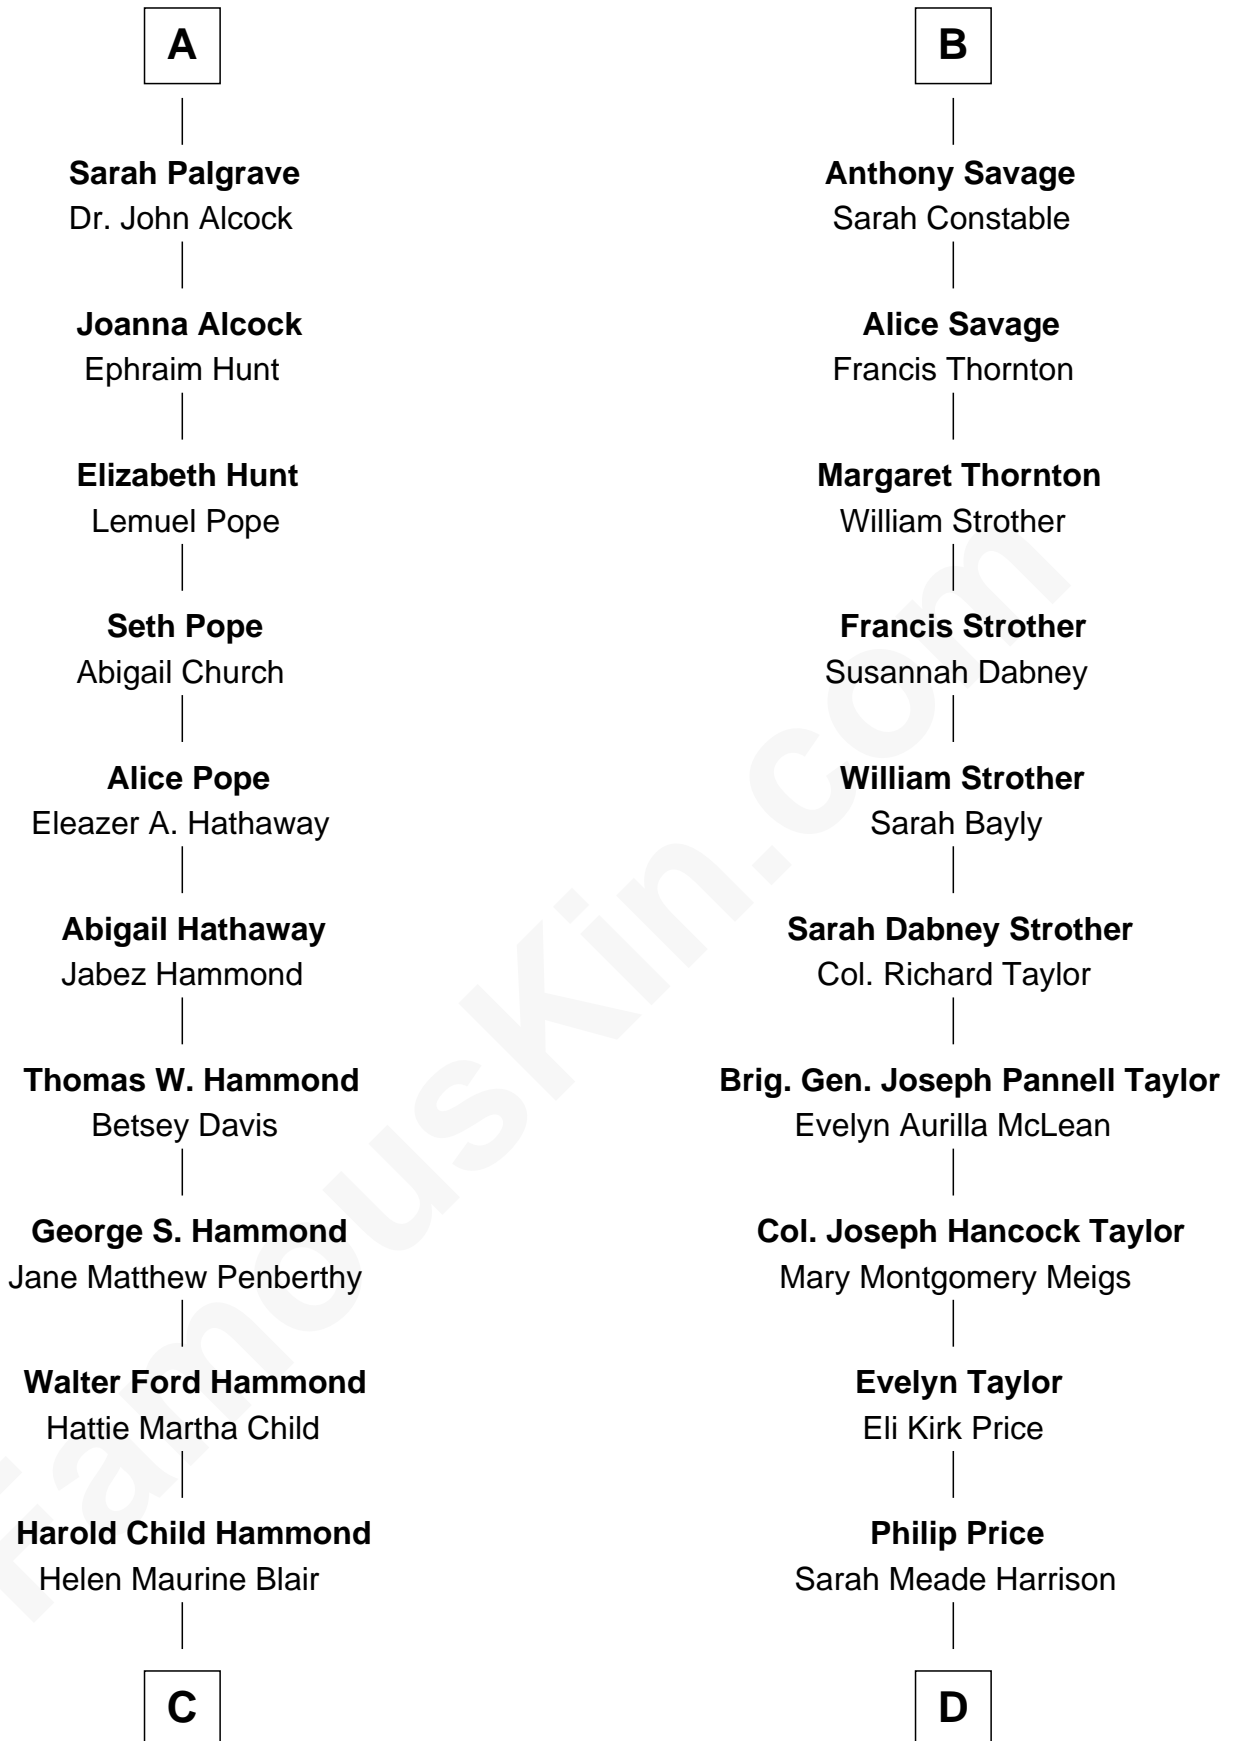 A
Sarah Palgrave
Dr. John Alcock
Joanna Alcock
Ephraim Hunt
Elizabeth Hunt
Lemuel Pope
Seth Pope
Abigail Church
Alice Pope
Eleazer A. Hathaway
Abigail Hathaway
Jabez Hammond
Thomas W. Hammond
Betsey Davis
George S. Hammond
Jane Matthew Penberthy
Walter Ford Hammond
Hattie Martha Child
Harold Child Hammond
Helen Maurine Blair
C
B
Anthony Savage
Sarah Constable
Alice Savage
Francis Thornton
Margaret Thornton
William Strother
Francis Strother
Susannah Dabney
William Strother
Sarah Bayly
Sarah Dabney Strother
Col. Richard Taylor
Brig. Gen. Joseph Pannell Taylor
Evelyn Aurilla McLean
Col. Joseph Hancock Taylor
Mary Montgomery Meigs
Evelyn Taylor
Eli Kirk Price
Philip Price
Sarah Meade Harrison
D
FamousKin.com